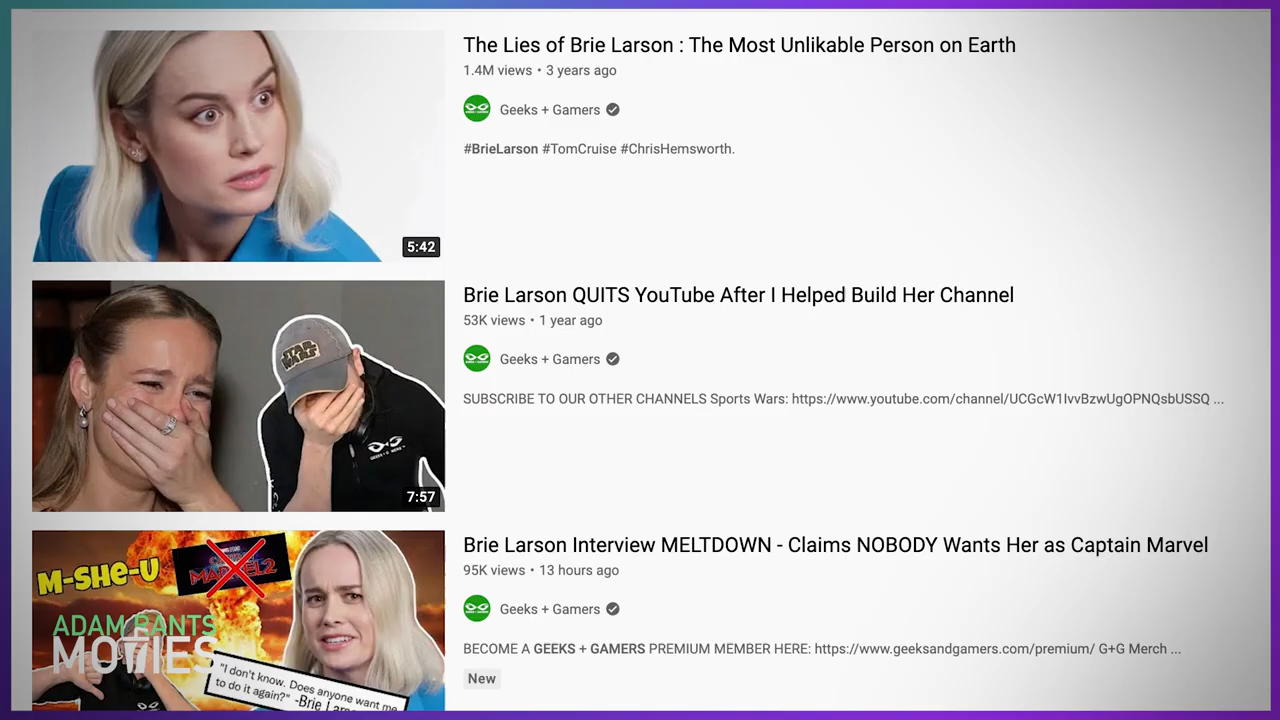 The Lies of Brie Larson : The Most Unlikable Person on Earth
1.4M views • 3 years ago
Geeks + Gamers
#BrieLarson #TomCruise #ChrisHemsworth.
5:42
Brie Larson QUITS YouTube After I Helped Build Her Channel
53K views • 1 year ago
Geeks + Gamers
SUBSCRIBE TO OUR OTHER CHANNELS Sports Wars: https://www.youtube.com/channel/UCGcW1IvvBzwUgOPNQsbUSSQ ...
STAR
WARS
7:57
Brie Larson Interview MELTDOWN - Claims NOBODY Wants Her as Captain Marvel
95K views • 13 hours ago
Geeks + Gamers
BECOME A GEEKS + GAMERS PREMIUM MEMBER HERE: https://www.geeksandgamers.com/premium/ G+G Merch ...
New
M-SHE-U
MARVEL2
ADAM RANTS
MOVIES
"I don't know. Does anyone want me
to do it again?" -Brie